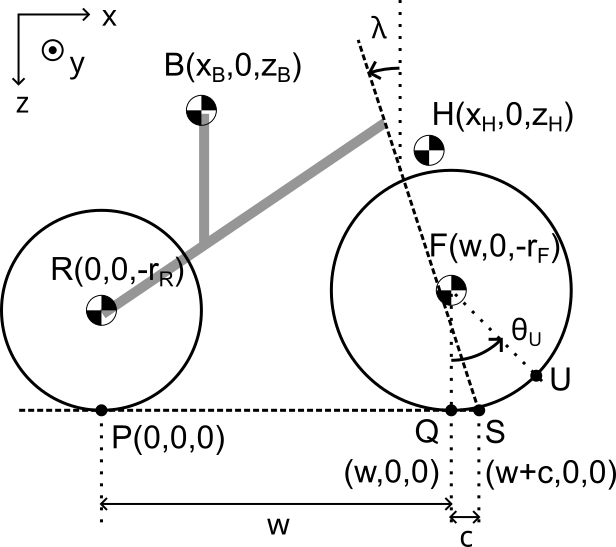 x
y
z
λ
B(x_B,0,z_B)
H(x_H,0,z_H)
R(0,0,-r_R)
F(w,0,-r_F)
θ_U
U
P(0,0,0)
Q
S
(w,0,0)
(w+c,0,0)
w
c